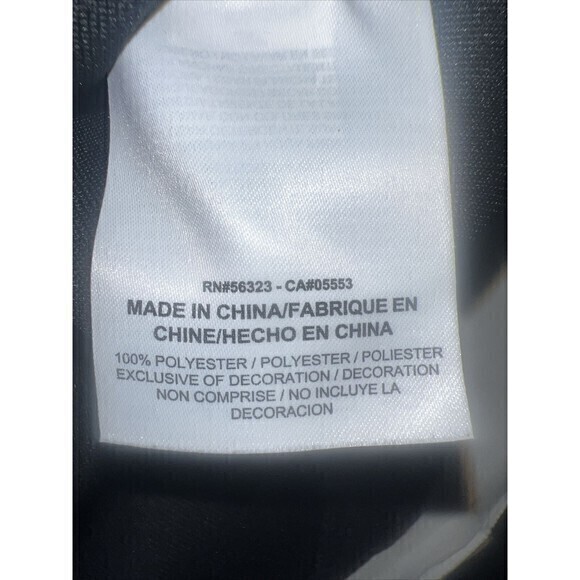 RN#56323 - CA#05553
MADE IN CHINA/FABRIQUE EN
CHINE/HECHO EN CHINA
100% POLYESTER / POLYESTER / POLIESTER
EXCLUSIVE OF DECORATION / DECORATION
NON COMPRISE / NO INCLUYE LA
DECORACION